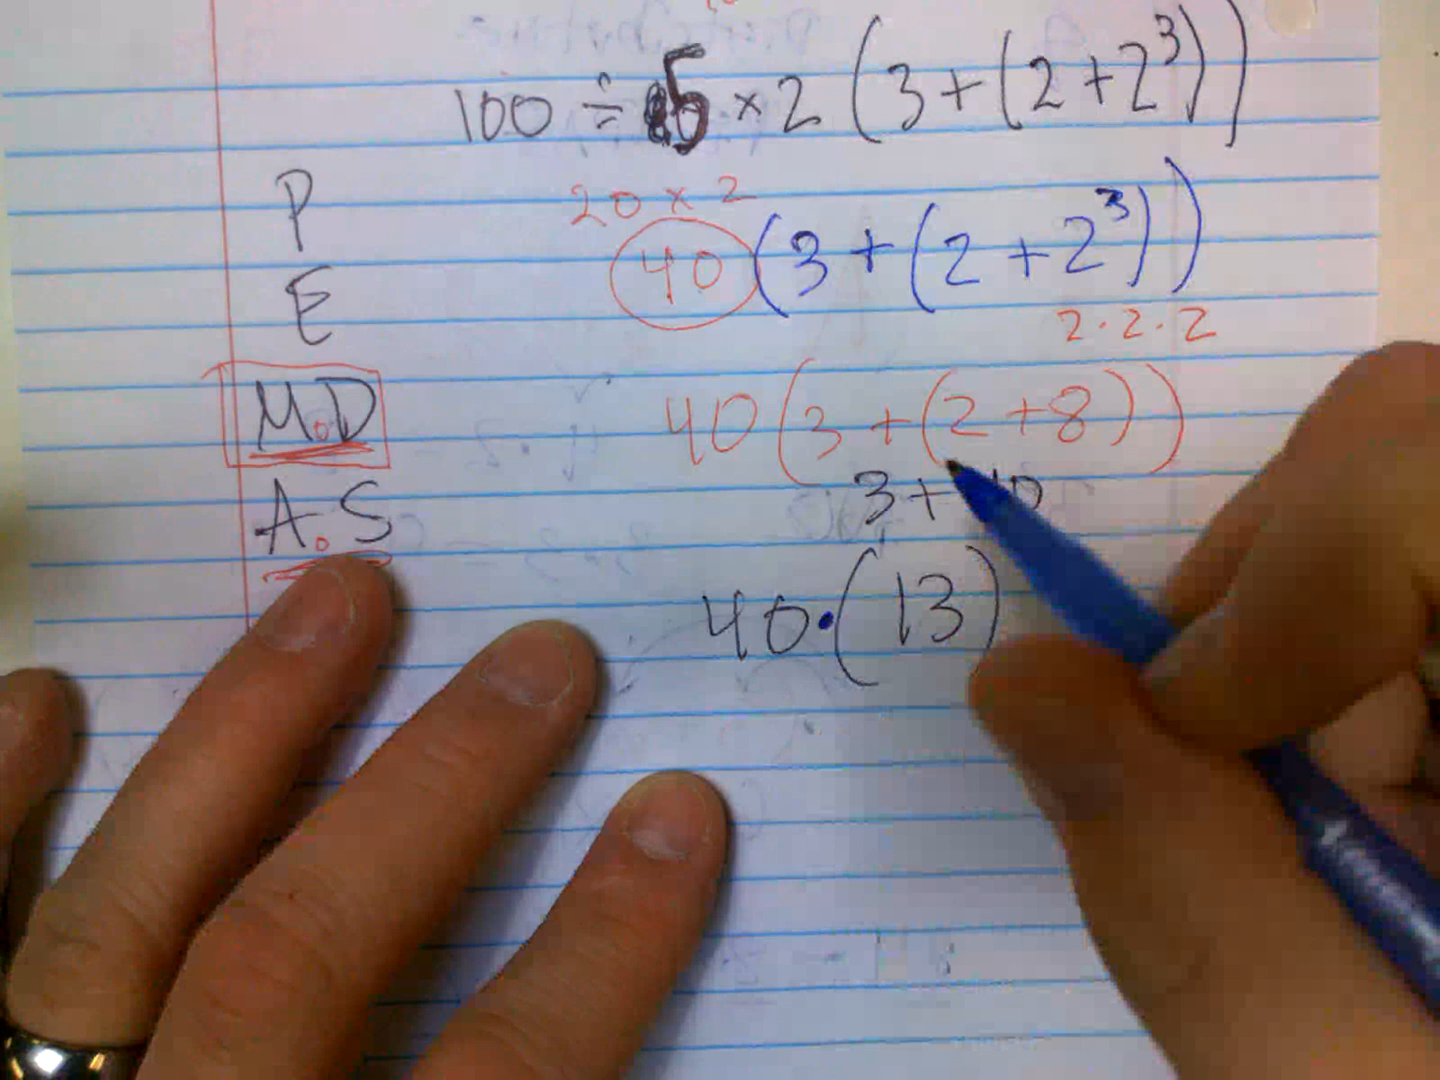 100 ÷ 5 × 2 (3 + (2 + 2³))
P
20 × 2
40 (3 + (2 + 2³))
E
2 · 2 · 2
M.D
40 (3 + (2 + 8))
3 +
A.S
40 · (13)